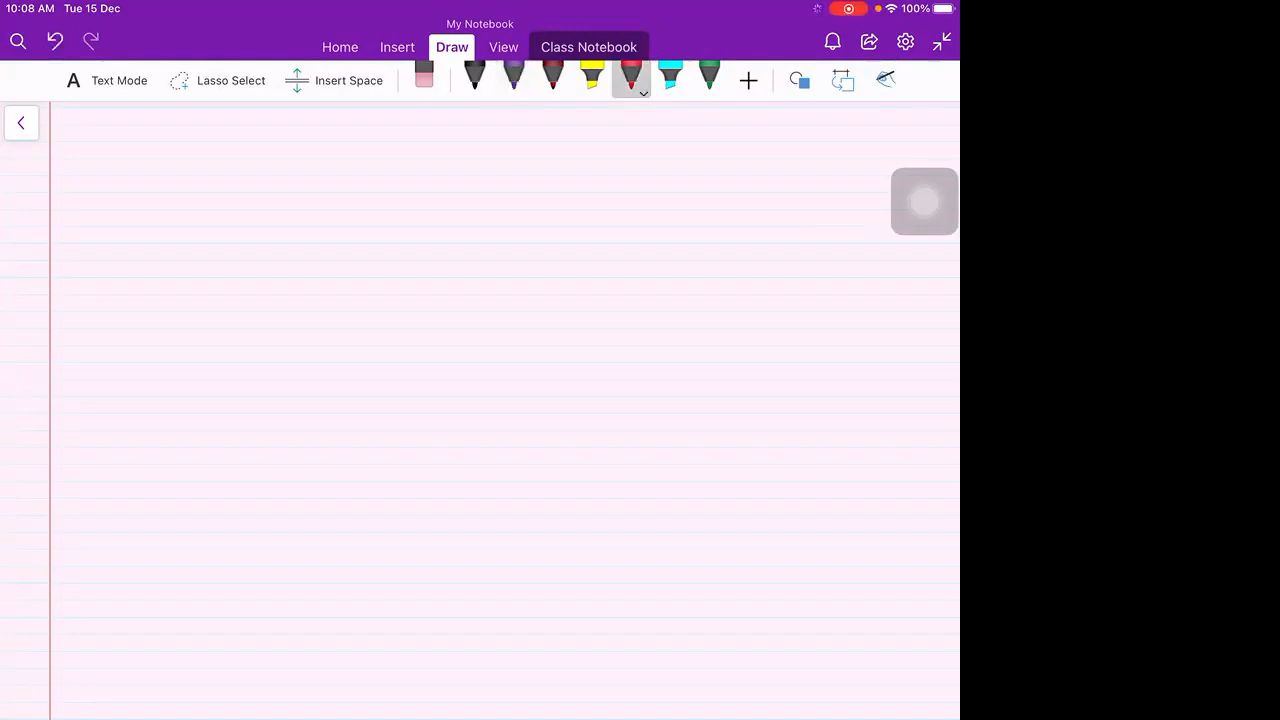 10:08 AM Tue 15 Dec 100%
My Notebook
Home Insert Draw View Class Notebook
A Text Mode Lasso Select Insert Space